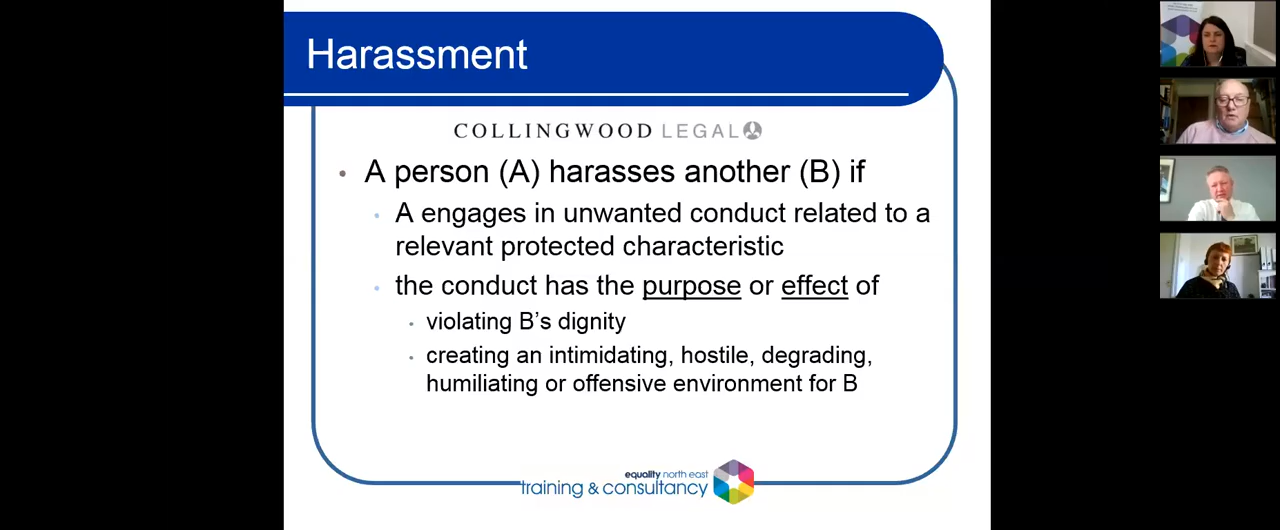 Harassment
COLLINGWOOD LEGAL
A person (A) harasses another (B) if
A engages in unwanted conduct related to a
relevant protected characteristic
the conduct has the purpose or effect of
violating B’s dignity
creating an intimidating, hostile, degrading,
humiliating or offensive environment for B
equality north east
training & consultancy